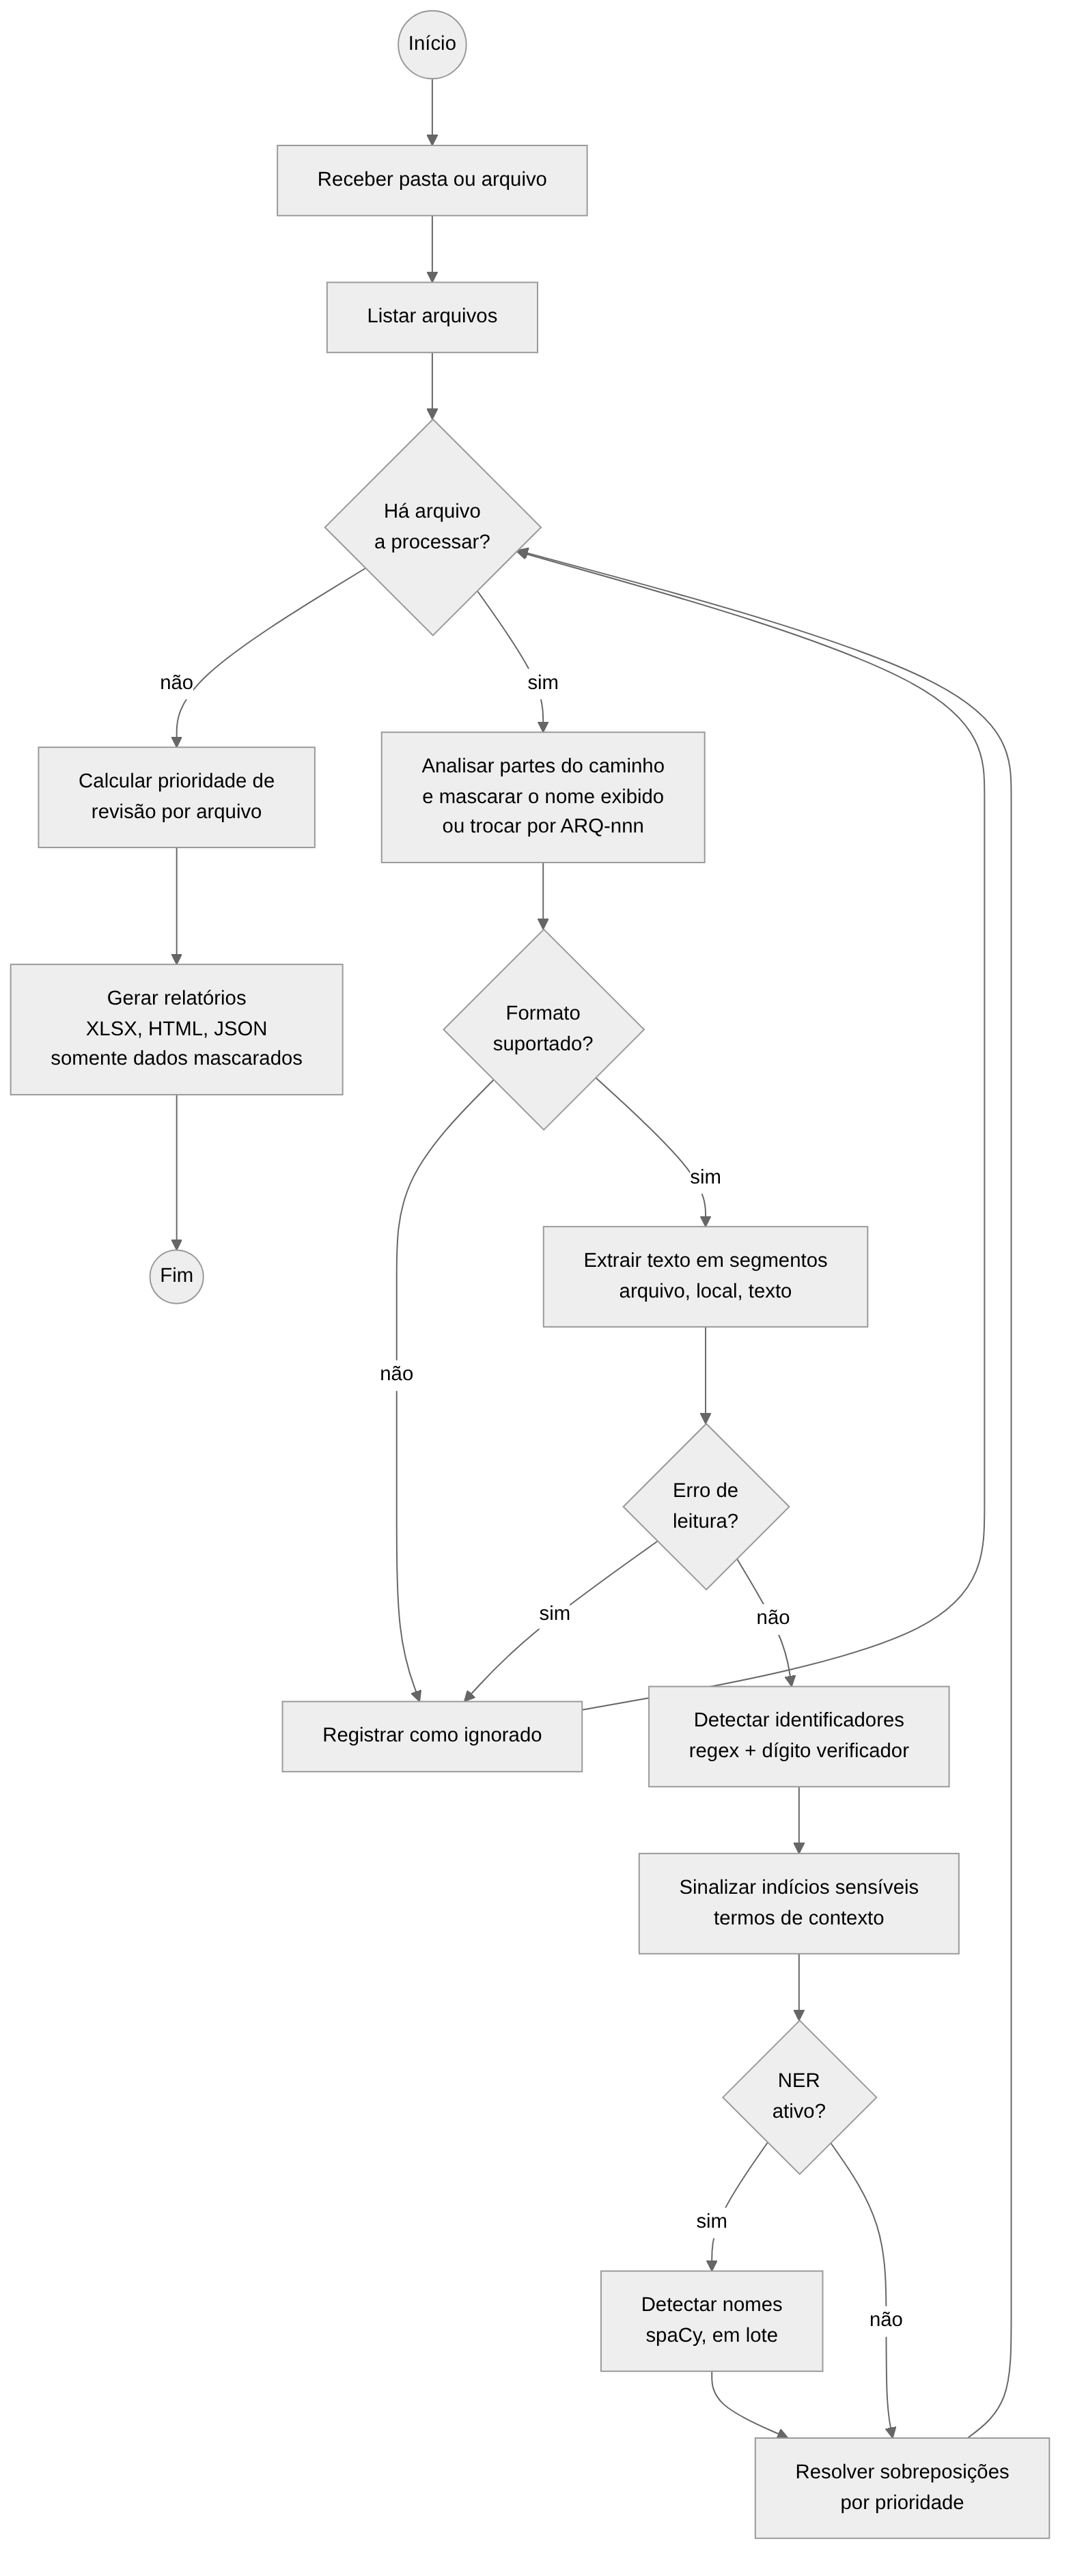 Início
Receber pasta ou arquivo
Listar arquivos
Há arquivo
a processar?
não
sim
Calcular prioridade de
revisão por arquivo
Analisar partes do caminho
e mascarar o nome exibido
ou trocar por ARQ-nnn
Gerar relatórios
XLSX, HTML, JSON
somente dados mascarados
Formato
suportado?
sim
Fim
Extrair texto em segmentos
arquivo, local, texto
não
Erro de
leitura?
sim
não
Registrar como ignorado
Detectar identificadores
regex + dígito verificador
Sinalizar indícios sensíveis
termos de contexto
NER
ativo?
sim
Detectar nomes
spaCy, em lote
não
Resolver sobreposições
por prioridade